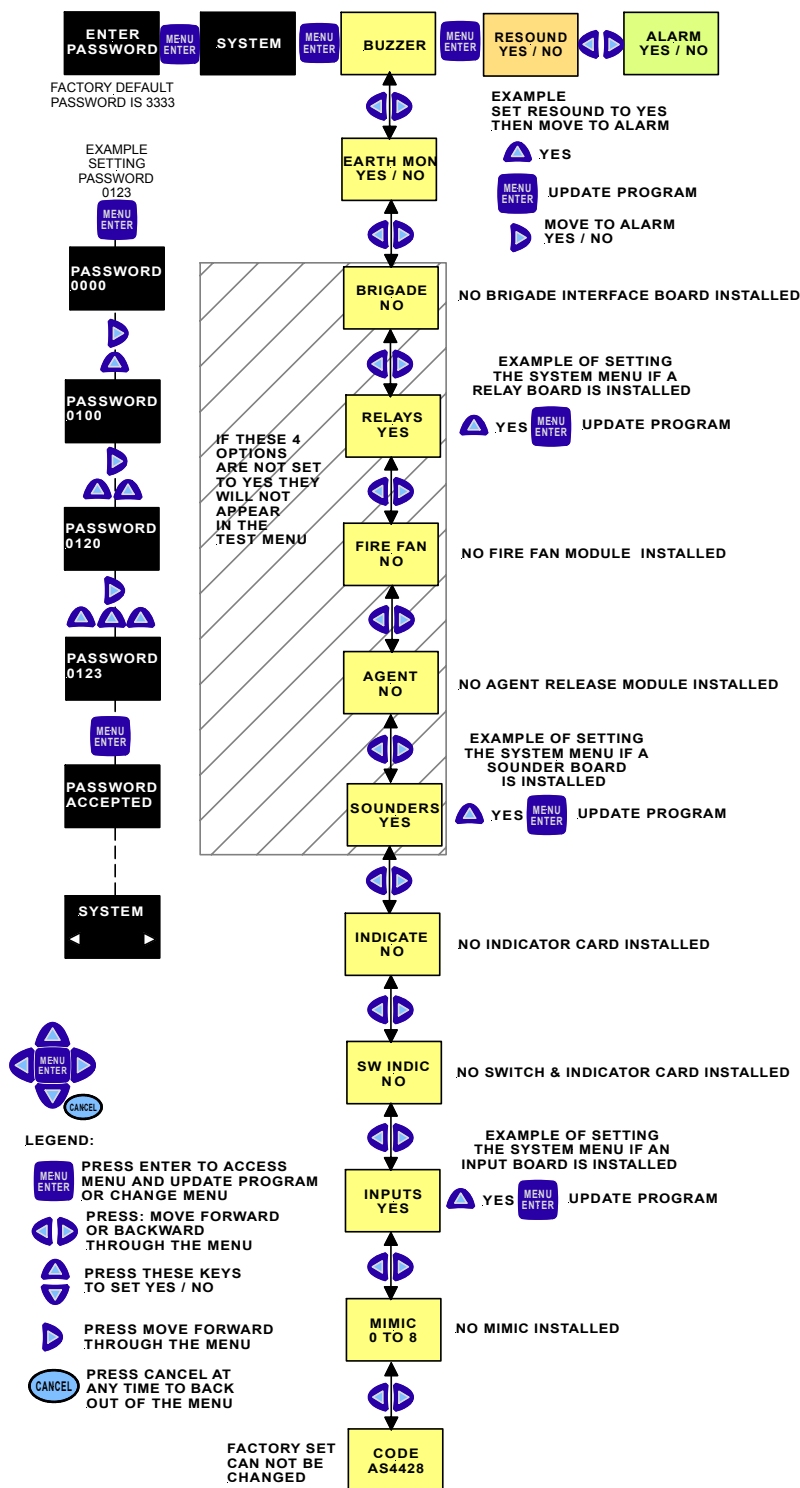 ENTER
PASSWORD
MENU
ENTER
SYSTEM
MENU
ENTER
BUZZER
MENU
ENTER
RESOUND
YES / NO
ALARM
YES / NO
FACTORY DEFAULT
PASSWORD IS 3333
EXAMPLE
SET RESOUND TO YES
THEN MOVE TO ALARM
YES
MENU
ENTER
UPDATE PROGRAM
MOVE TO ALARM
YES / NO
EXAMPLE
SETTING
PASSWORD
0123
MENU
ENTER
PASSWORD
0000
PASSWORD
0100
PASSWORD
0120
PASSWORD
0123
MENU
ENTER
PASSWORD
ACCEPTED
SYSTEM
EARTH MON
YES / NO
BRIGADE
NO
NO BRIGADE INTERFACE BOARD INSTALLED
EXAMPLE OF SETTING
THE SYSTEM MENU IF A
RELAY BOARD IS INSTALLED
RELAYS
YES
YES
MENU
ENTER
UPDATE PROGRAM
IF THESE 4
OPTIONS
ARE NOT SET
TO YES THEY
WILL NOT
APPEAR
IN THE
TEST MENU
FIRE FAN
NO
NO FIRE FAN MODULE INSTALLED
AGENT
NO
NO AGENT RELEASE MODULE INSTALLED
EXAMPLE OF SETTING
THE SYSTEM MENU IF A
SOUNDER BOARD
IS INSTALLED
SOUNDERS
YES
YES
MENU
ENTER
UPDATE PROGRAM
INDICATE
NO
NO INDICATOR CARD INSTALLED
SW INDIC
NO
NO SWITCH & INDICATOR CARD INSTALLED
EXAMPLE OF SETTING
THE SYSTEM MENU IF AN
INPUT BOARD IS INSTALLED
INPUTS
YES
YES
MENU
ENTER
UPDATE PROGRAM
MIMIC
0 TO 8
NO MIMIC INSTALLED
FACTORY SET
CAN NOT BE
CHANGED
CODE
AS4428
MENU
ENTER
CANCEL
LEGEND:
MENU
ENTER
PRESS ENTER TO ACCESS
MENU AND UPDATE PROGRAM
OR CHANGE MENU
PRESS: MOVE FORWARD
OR BACKWARD
THROUGH THE MENU
PRESS THESE KEYS
TO SET YES / NO
PRESS MOVE FORWARD
THROUGH THE MENU
CANCEL
PRESS CANCEL AT
ANY TIME TO BACK
OUT OF THE MENU